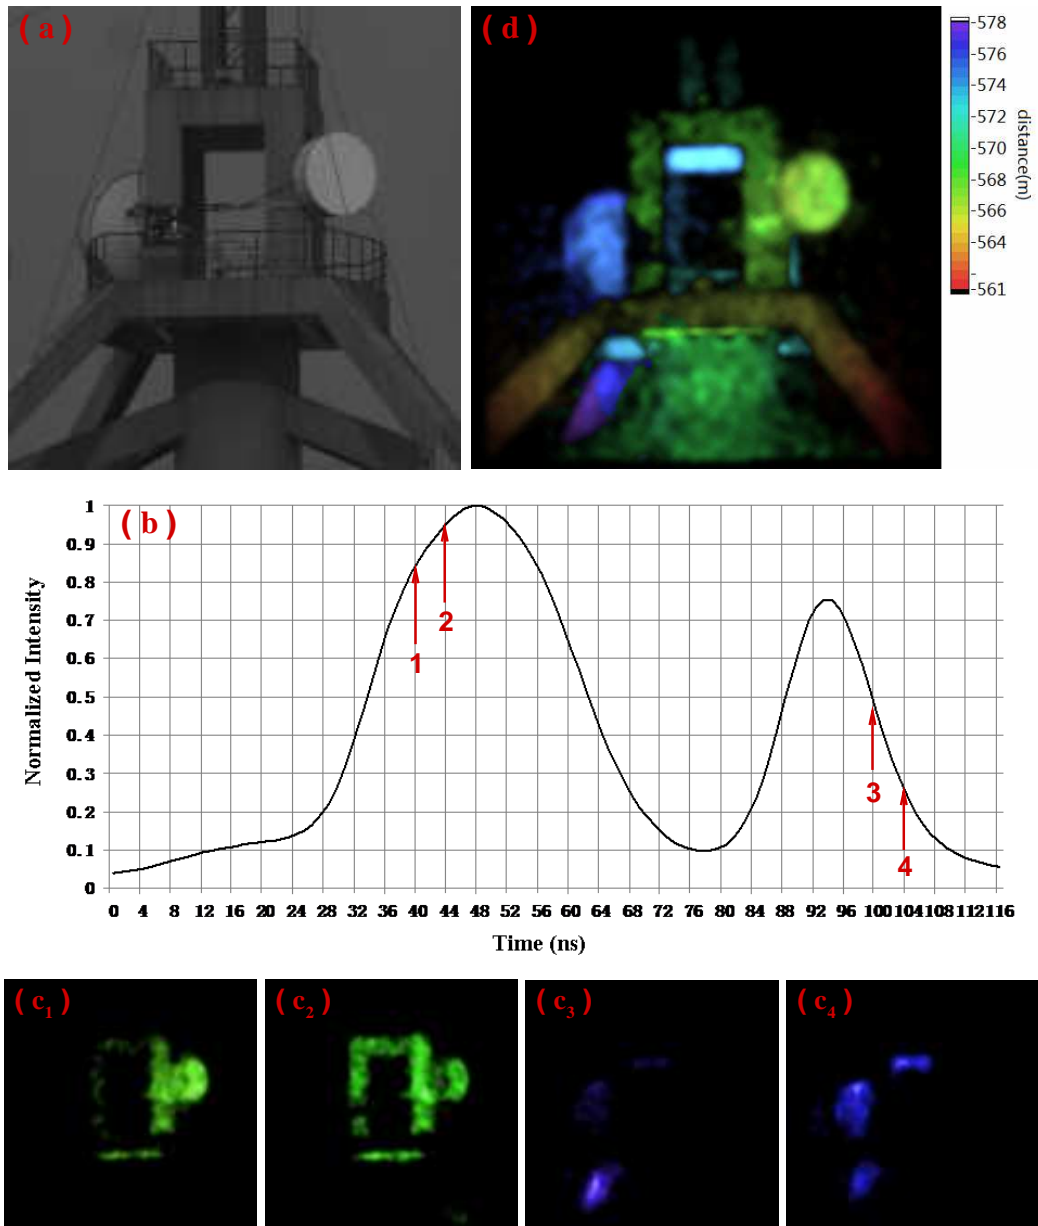 ( a )
( d )
578
-576
-574
-572
-570
-568
-566
-564
-
-561
distance(m)
( b )
1
0.9
0.8
0.7
0.6
0.5
0.4
0.3
0.2
0.1
0
Normalized Intensity
1
2
3
4
0 4 8 12 16 20 24 28 32 36 40 44 48 52 56 60 64 68 72 76 80 84 88 92 96 100 104 108 112 116
Time (ns)
( c1 )
( c2 )
( c3 )
( c4 )